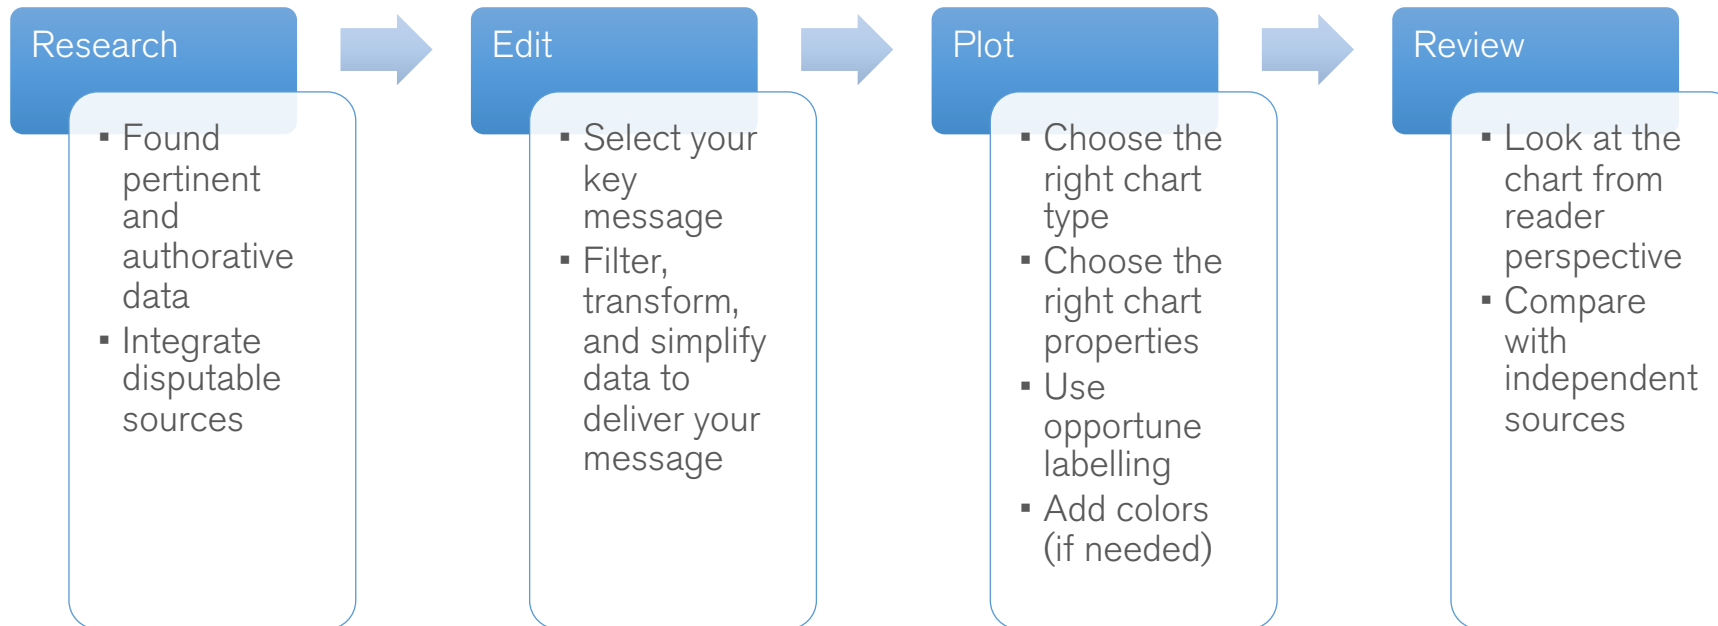 Research
▪ Found
pertinent
and
authorative
data
▪ Integrate
disputable
sources
Edit
▪ Select your
key
message
▪ Filter,
transform,
and simplify
data to
deliver your
message
Plot
▪ Choose the
right chart
type
▪ Choose the
right chart
properties
▪ Use
opportune
labelling
▪ Add colors
(if needed)
Review
▪ Look at the
chart from
reader
perspective
▪ Compare
with
independent
sources